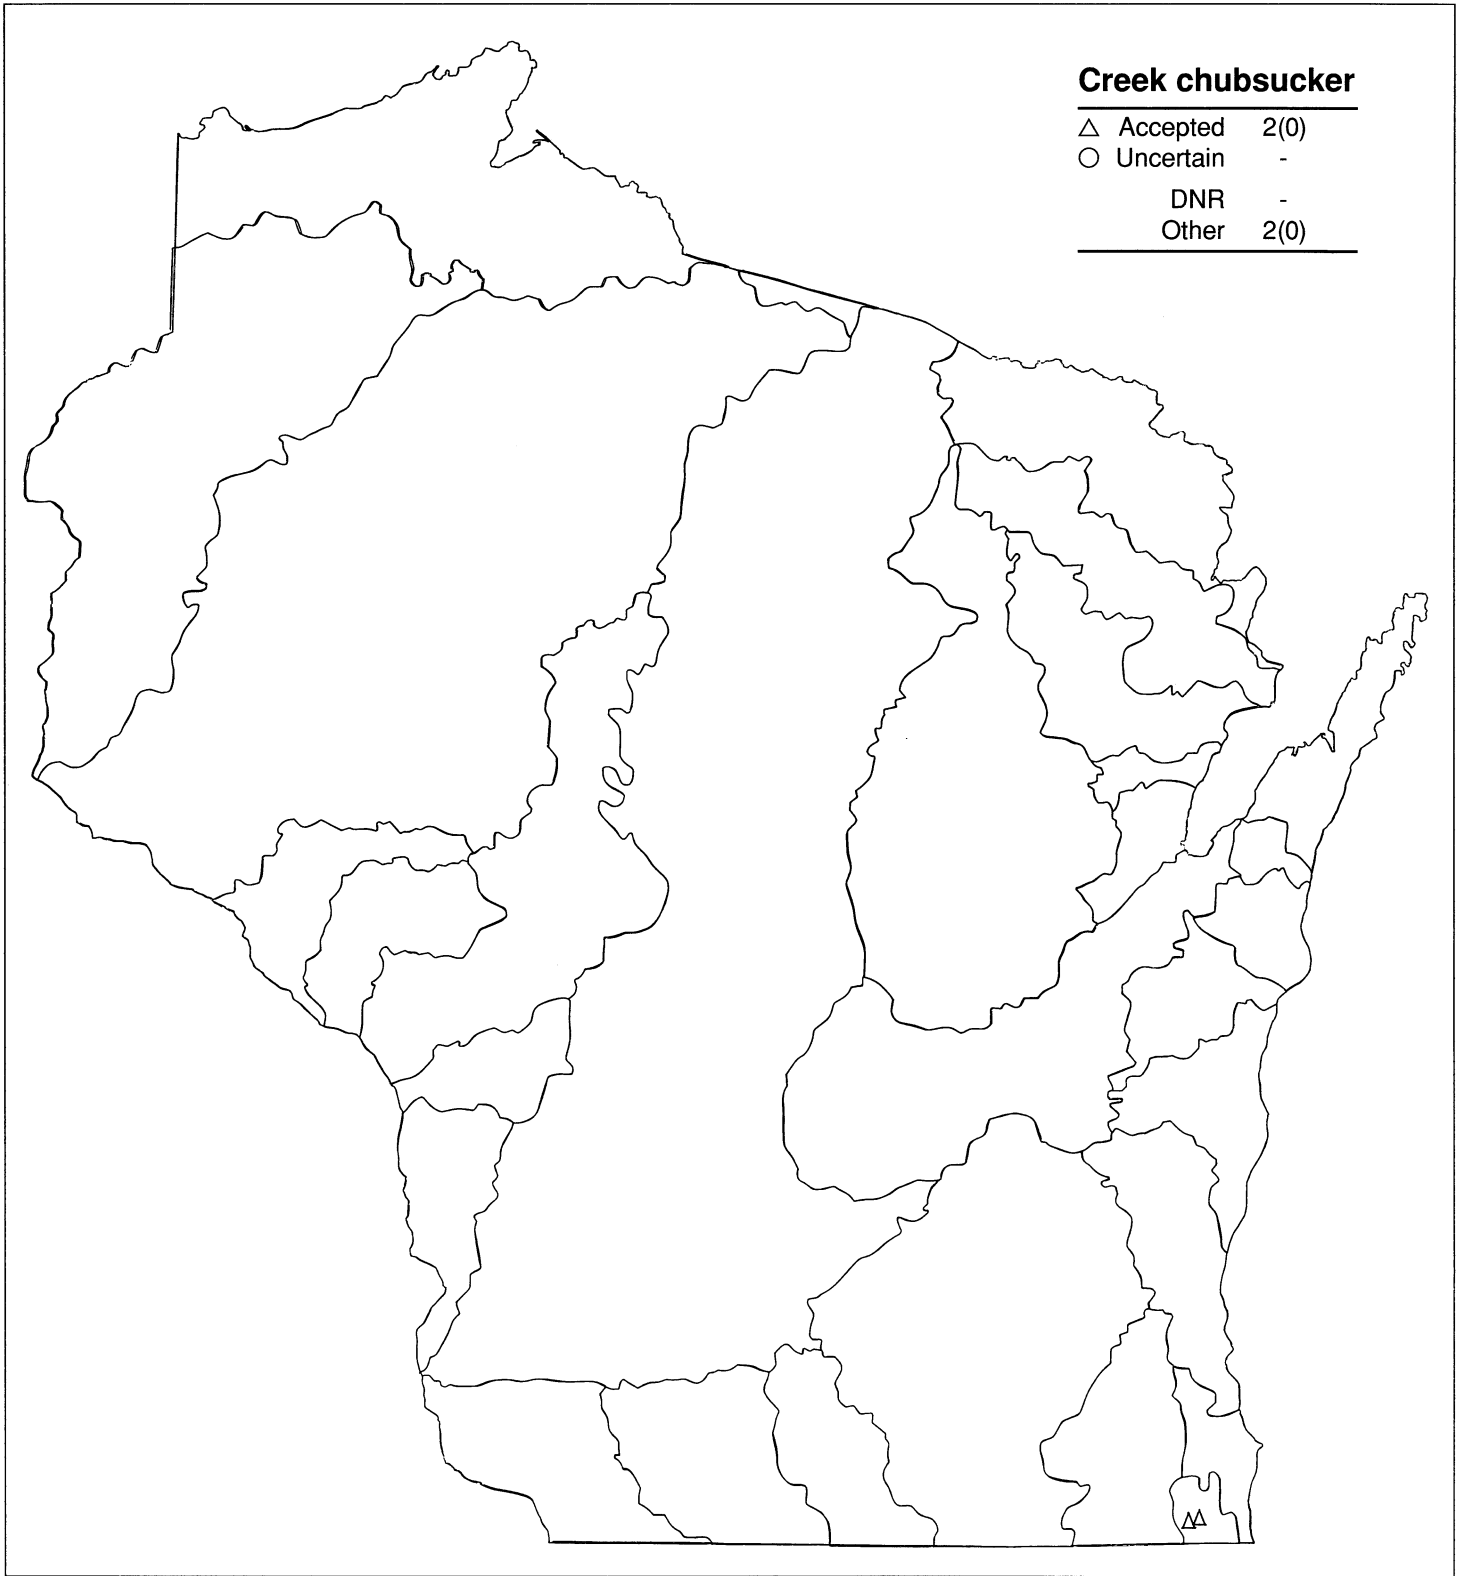 Creek chubsucker
△ Accepted 2(0)
○ Uncertain -
DNR -
Other 2(0)